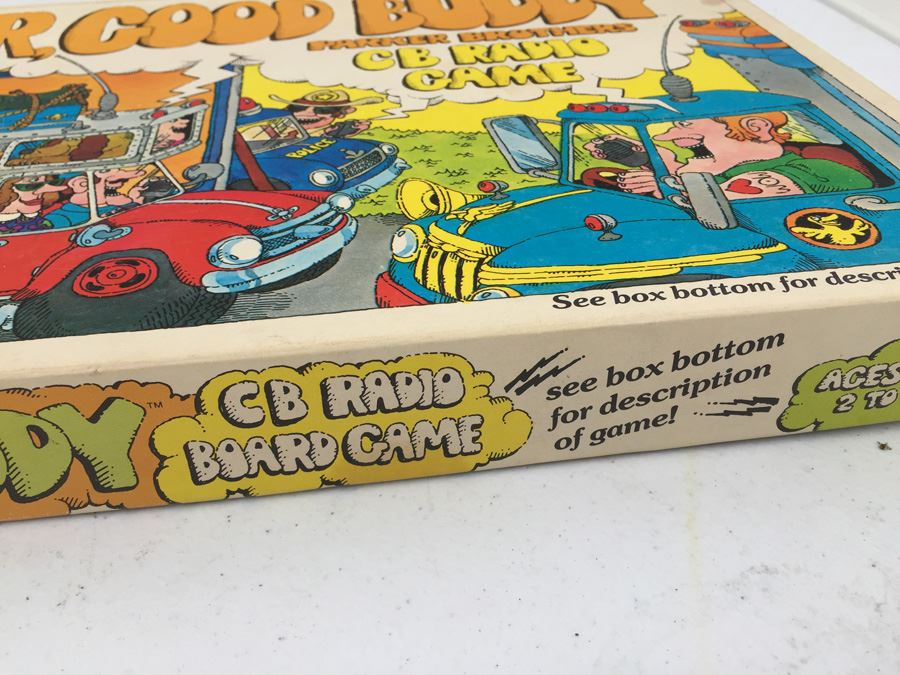 R, GOOD BUDDY
PARKER BROTHERS
CB RADIO
GAME
POLICE
MOM
See box bottom for descri
DDY™
CB RADIO
BOARD GAME
see box bottom
for description
of game!
AGES
2 TO